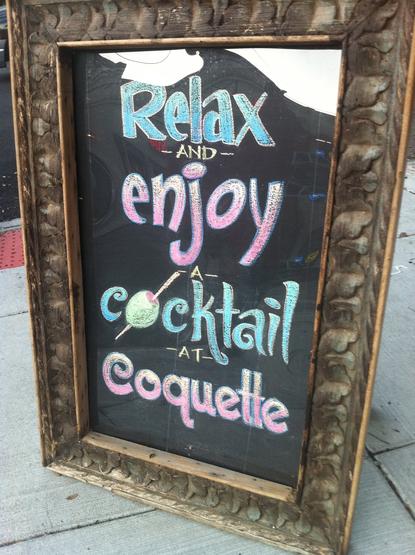 Relax
AND
enjoy
A
cocktail
AT
Coquette